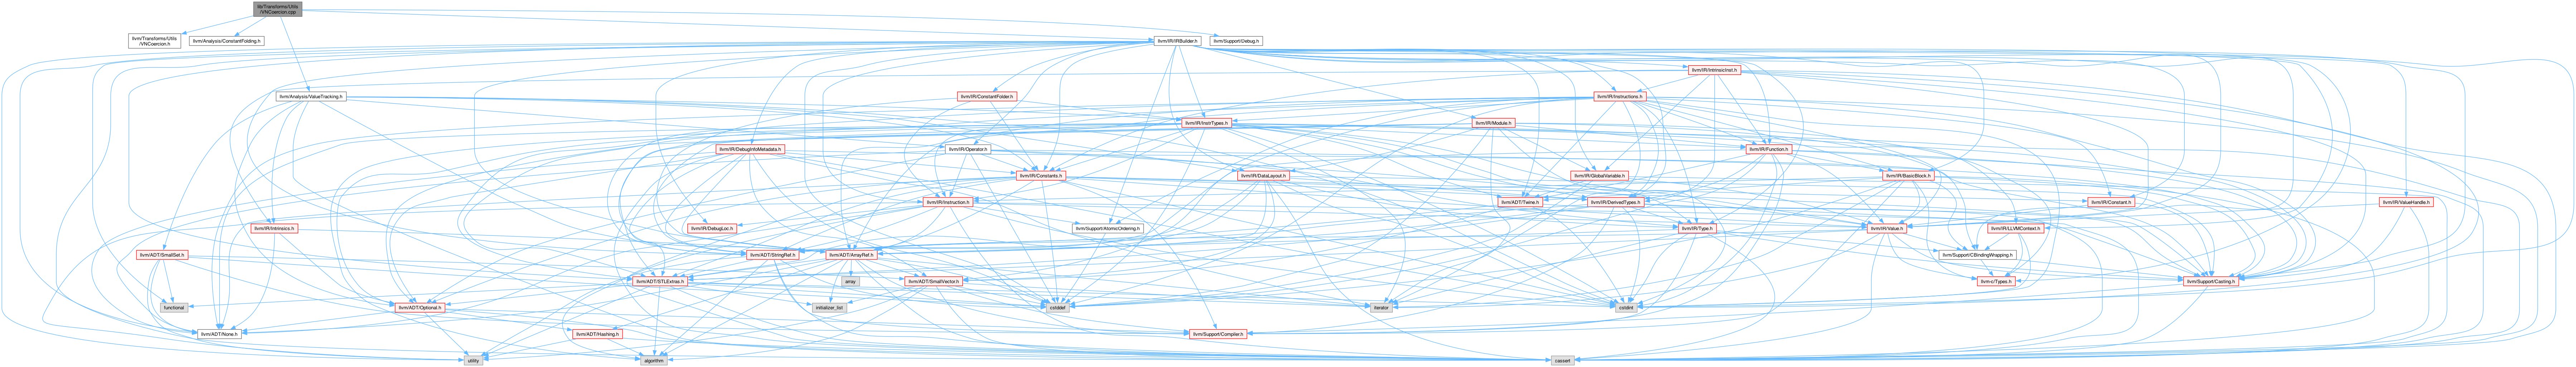 lib/Transforms/Utils
/VNCoercion.cpp
llvm/Transforms/Utils
/VNCoercion.h
llvm/Analysis/ConstantFolding.h
llvm/IR/IRBuilder.h
llvm/Support/Debug.h
llvm/IR/IntrinsicInst.h
llvm/Analysis/ValueTracking.h
llvm/IR/ConstantFolder.h
llvm/IR/Instructions.h
llvm/IR/InstrTypes.h
llvm/IR/Module.h
llvm/IR/DebugInfoMetadata.h
llvm/IR/Operator.h
llvm/IR/Function.h
llvm/IR/Constants.h
llvm/IR/DataLayout.h
llvm/IR/GlobalVariable.h
llvm/IR/BasicBlock.h
llvm/IR/Instruction.h
llvm/ADT/Twine.h
llvm/IR/DerivedTypes.h
llvm/IR/Constant.h
llvm/IR/ValueHandle.h
llvm/IR/Intrinsics.h
llvm/IR/DebugLoc.h
llvm/Support/AtomicOrdering.h
llvm/IR/Type.h
llvm/IR/Value.h
llvm/IR/LLVMContext.h
llvm/ADT/SmallSet.h
llvm/ADT/StringRef.h
llvm/ADT/ArrayRef.h
llvm/Support/CBindingWrapping.h
llvm/ADT/STLExtras.h
array
llvm/ADT/SmallVector.h
llvm-c/Types.h
llvm/Support/Casting.h
functional
llvm/ADT/Optional.h
initializer_list
cstddef
iterator
cstdint
llvm/ADT/None.h
llvm/ADT/Hashing.h
llvm/Support/Compiler.h
utility
algorithm
cassert